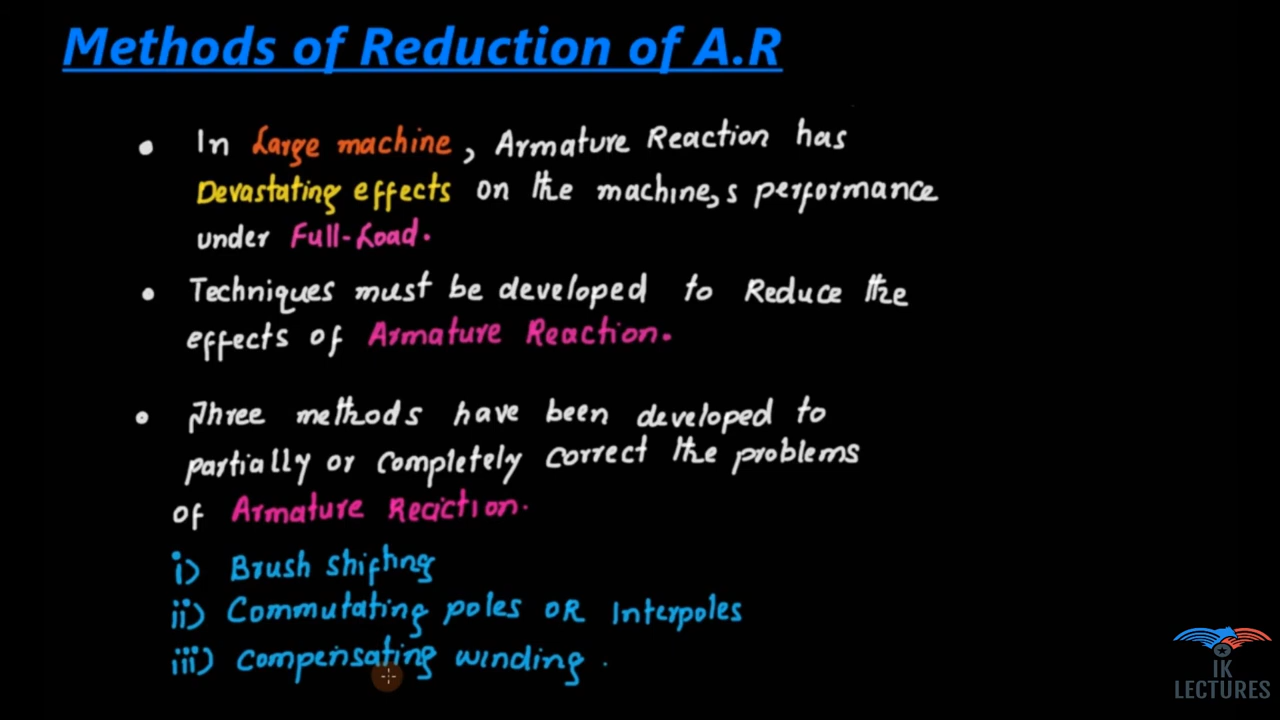 Methods of Reduction of A.R
• In Large machine, Armature Reaction has
Devastating effects on the machine,s performance
under Full-Load.
• Techniques must be developed to Reduce the
effects of Armature Reaction.
• Three methods have been developed to
partially or completely correct the problems
of Armature Reaction.
i) Brush shifting
ii) Commutating poles OR Interpoles
iii) Compensating winding.
IK
LECTURES